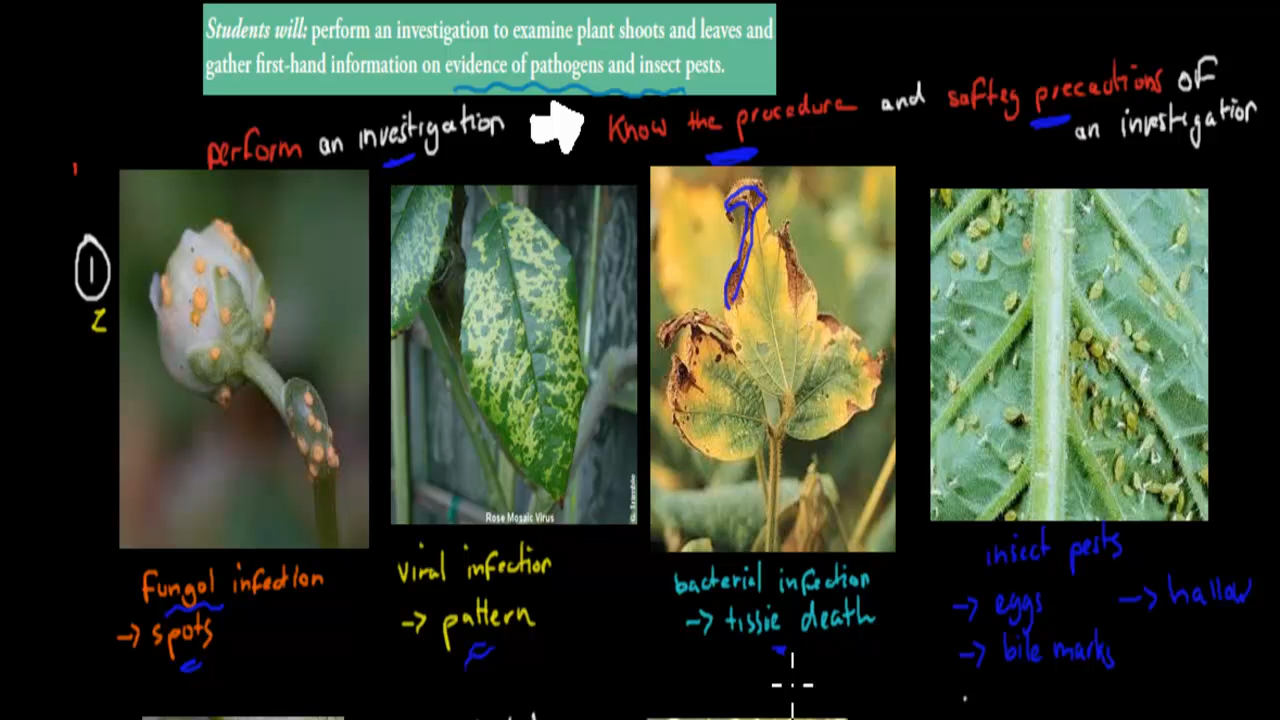 Students will: perform an investigation to examine plant shoots and leaves and
gather first-hand information on evidence of pathogens and insect pests.
perform an investigation
Know the procedure and saftey precautions of
an investigation
1
2
Rose Mosaic Virus
fungal infection
→ spots
viral infection
→ pattern
bacterial infection
→ tissie death
insect pests
→ eggs
→ hallow
→ bite marks